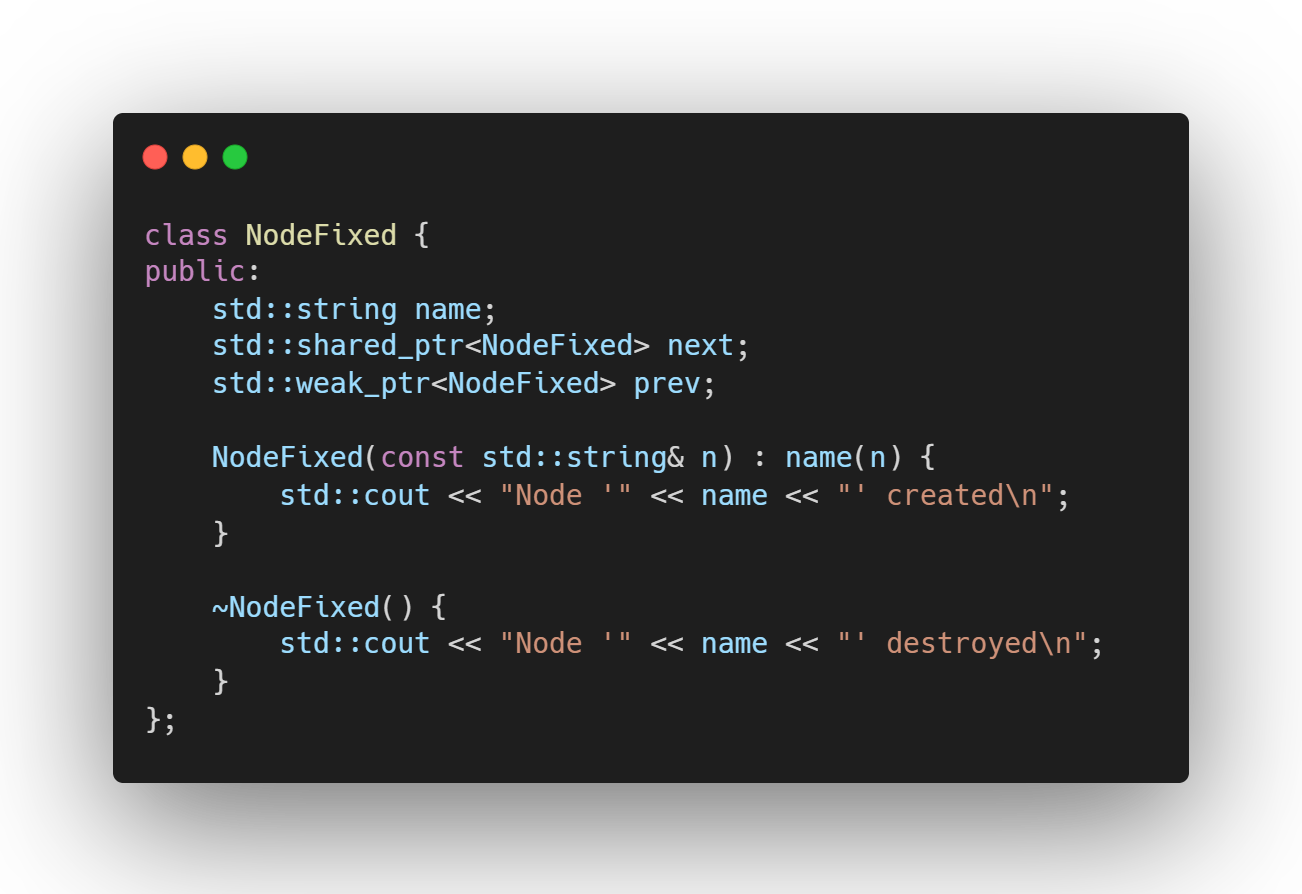 class NodeFixed {
public:
    std::string name;
    std::shared_ptr<NodeFixed> next;
    std::weak_ptr<NodeFixed> prev;

    NodeFixed(const std::string& n) : name(n) {
        std::cout << "Node '" << name << "' created\n";
    }

    ~NodeFixed() {
        std::cout << "Node '" << name << "' destroyed\n";
    }
};